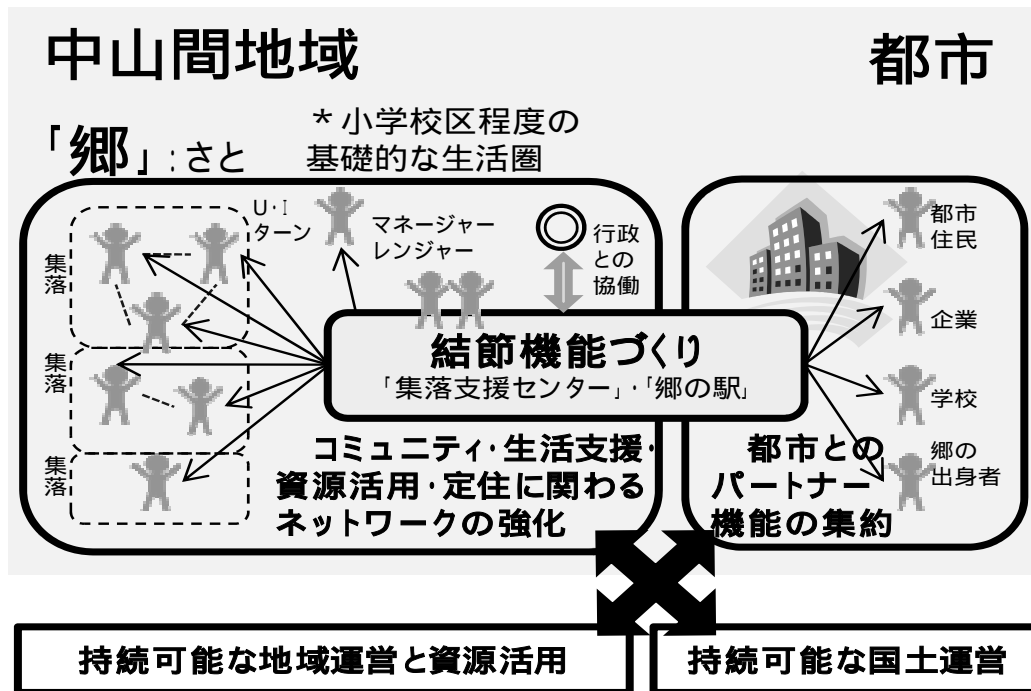 中山間地域
都市
「郷」:さと
*小学校区程度の
基礎的な生活圏
集落
集落
集落
U・I
ターン
マネージャー
レンジャー
行政
との
協働
結節機能づくり
「集落支援センター」・「郷の駅」
コミュニティ・生活支援・
資源活用・定住に関わる
ネットワークの強化
都市
住民
企業
学校
郷の
出身者
都市との
パートナー
機能の集約
持続可能な地域運営と資源活用
持続可能な国土運営